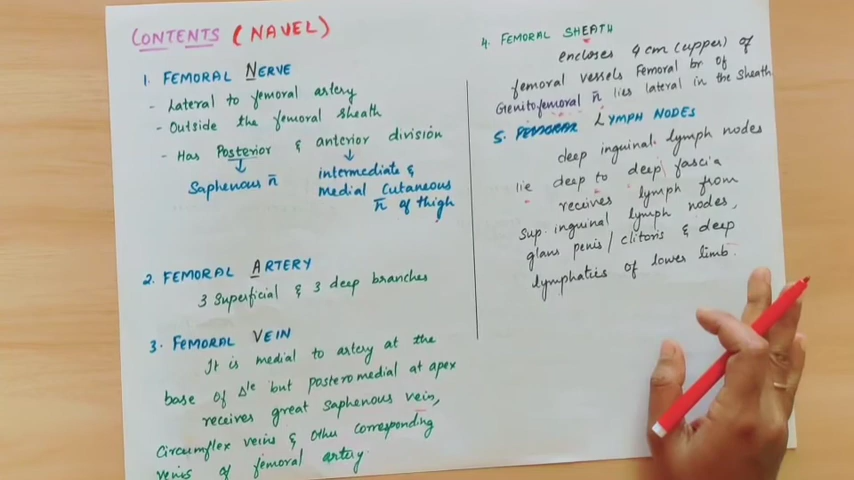 CONTENTS (NAVEL)
1. FEMORAL NERVE
- Lateral to femoral artery
- Outside the femoral sheath
- Has Posterior & anterior division
↓ ↓
Saphenous n̄
intermediate &
Medial Cutaneous
n̄ of thigh
2. FEMORAL ARTERY
3 Superficial & 3 deep branches
3. FEMORAL VEIN
It is medial to artery at the
base of Δle but posteromedial at apex
receives great saphenous vein,
Circumflex veins & other corresponding
veins of femoral artery.
4. FEMORAL SHEATH
encloses 4 cm (upper) of
femoral vessels Femoral br of
Genitofemoral n̄ lies lateral in the sheath
5. FEMORAL LYMPH NODES
deep inguinal lymph nodes
lie deep to deep fascia
receives lymph from
sup. inguinal lymph nodes,
glans penis/clitoris & deep
lymphatics of lower limb.